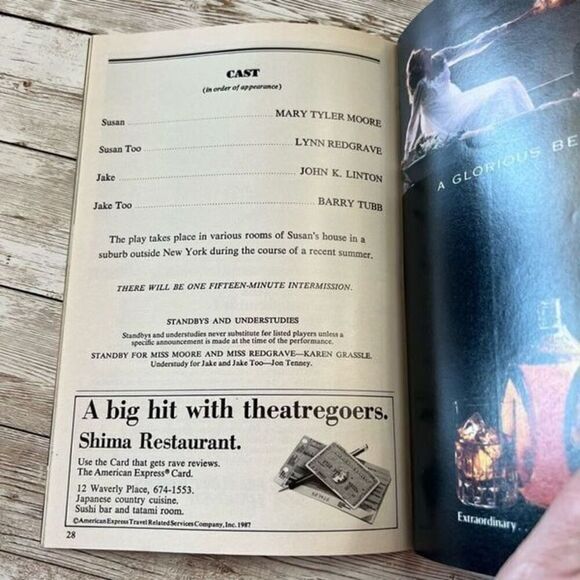 CAST
(in order of appearance)
Susan ........ MARY TYLER MOORE
Susan Too ........ LYNN REDGRAVE
Jake ........ JOHN K. LINTON
Jake Too ........ BARRY TUBB
The play takes place in various rooms of Susan's house in a
suburb outside New York during the course of a recent summer.
THERE WILL BE ONE FIFTEEN-MINUTE INTERMISSION.
STANDBYS AND UNDERSTUDIES
Standbys and understudies never substitute for listed players unless a
specific announcement is made at the time of the performance.
STANDBY FOR MISS MOORE AND MISS REDGRAVE—KAREN GRASSLE.
Understudy for Jake and Jake Too—Jon Tenney.
A big hit with theatregoers.
Shima Restaurant.
Use the Card that gets rave reviews.
The American Express® Card.
12 Waverly Place, 674-1553.
Japanese country cuisine.
Sushi bar and tatami room.
©American Express Travel Related Services Company, Inc. 1987
28
A GLORIOUS BE
Extraordinary